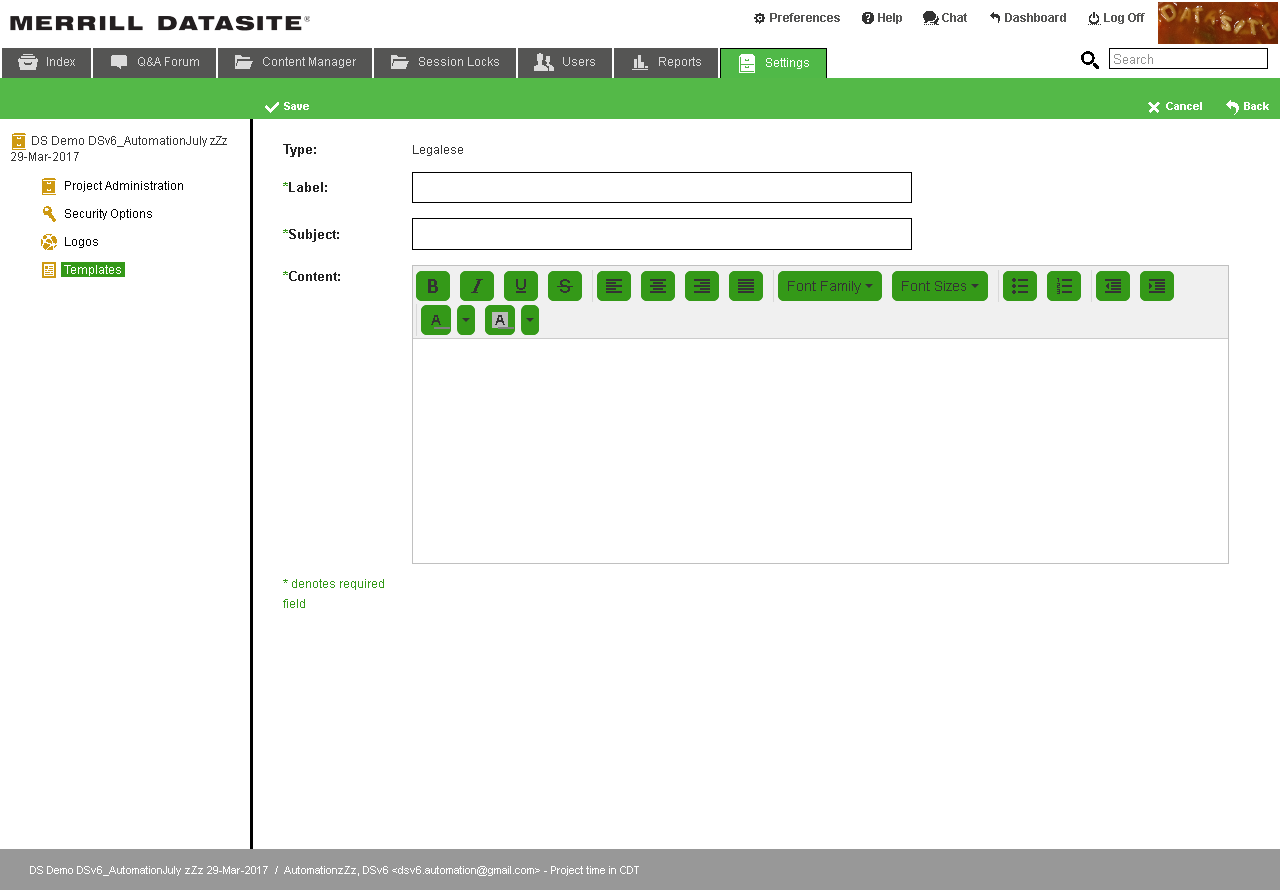 MERRILL DATASITE®
Preferences Help Chat Dashboard Log Off
DATASITE
Index Q&A Forum Content Manager Session Locks Users Reports Settings
Search
Save Cancel Back
DS Demo DSv6_AutomationJuly zZz
29-Mar-2017
Project Administration
Security Options
Logos
Templates
Type: Legalese
*Label:
*Subject:
*Content:
B I U S Font Family Font Sizes
A A
* denotes required
field
DS Demo DSv6_AutomationJuly zZz 29-Mar-2017 / AutomationzZz, DSv6 <dsv6.automation@gmail.com> - Project time in CDT